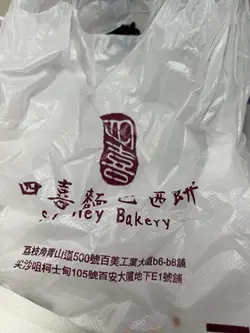 四喜麵包西餅
ey Bakery
荔枝角青山道500號百美工業大廈b6-b8舖
尖沙咀柯士甸105號百安大廈地下E1號舖